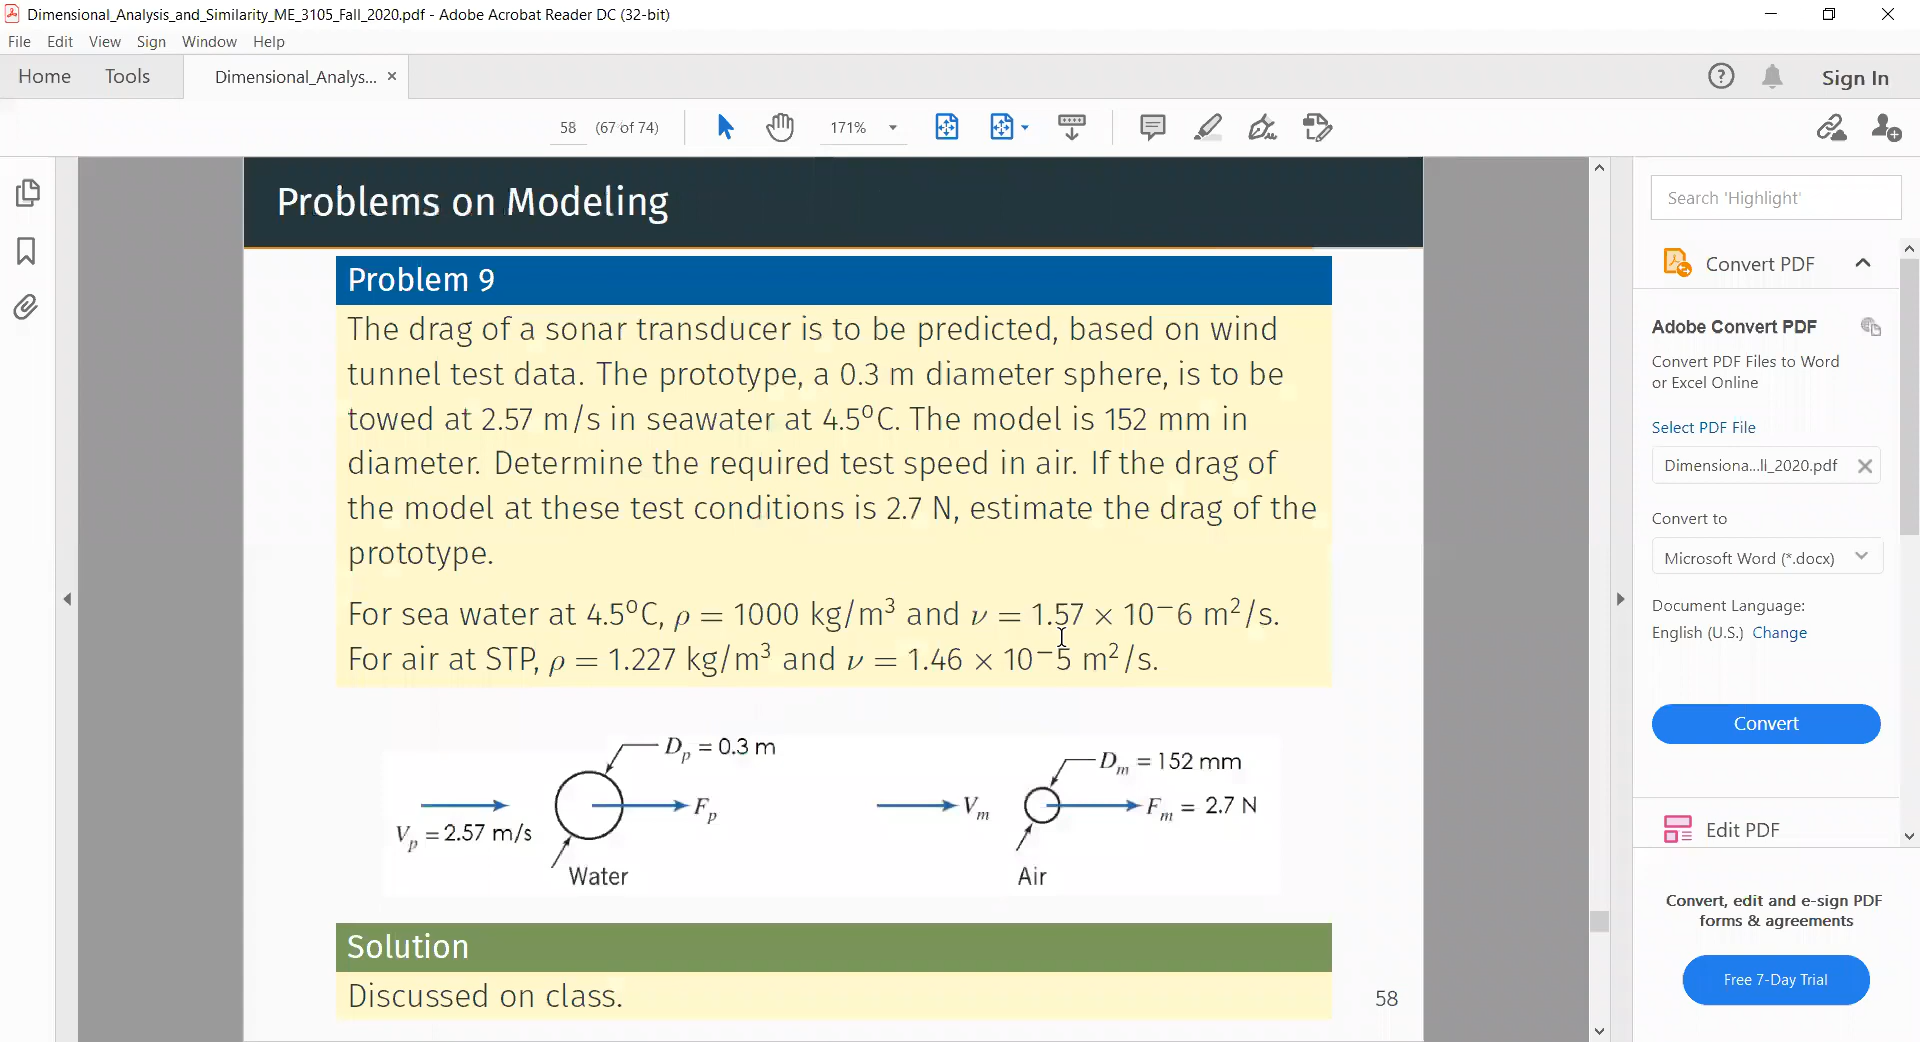 Dimensional_Analysis_and_Similarity_ME_3105_Fall_2020.pdf - Adobe Acrobat Reader DC (32-bit)
File Edit View Sign Window Help
Home Tools Dimensional_Analys... ×
Sign In
58 (67 of 74) 171%
Problems on Modeling
Problem 9
The drag of a sonar transducer is to be predicted, based on wind
tunnel test data. The prototype, a 0.3 m diameter sphere, is to be
towed at 2.57 m/s in seawater at 4.5ºC. The model is 152 mm in
diameter. Determine the required test speed in air. If the drag of
the model at these test conditions is 2.7 N, estimate the drag of the
prototype.
For sea water at 4.5ºC, ρ = 1000 kg/m³ and ν = 1.57 × 10⁻6 m²/s.
For air at STP, ρ = 1.227 kg/m³ and ν = 1.46 × 10⁻5 m²/s.
D_p = 0.3 m
V_p = 2.57 m/s
F_p
Water
D_m = 152 mm
V_m
F_m = 2.7 N
Air
Solution
Discussed on class.
58
Search 'Highlight'
Convert PDF
Adobe Convert PDF
Convert PDF Files to Word
or Excel Online
Select PDF File
Dimensiona...ll_2020.pdf
Convert to
Microsoft Word (*.docx)
Document Language:
English (U.S.) Change
Convert
Edit PDF
Convert, edit and e-sign PDF
forms & agreements
Free 7-Day Trial